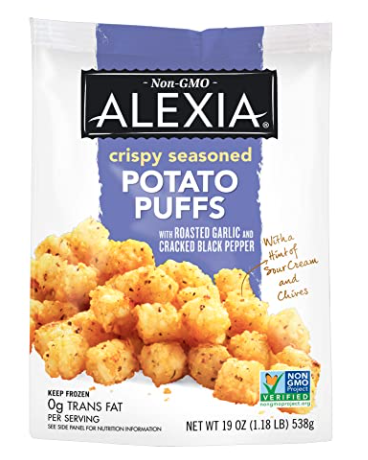 - Non-GMO -
ALEXIA®
crispy seasoned
POTATO
PUFFS
WITH ROASTED GARLIC AND
CRACKED BLACK PEPPER
With a
Hint of
Sour Cream
and
Chives
KEEP FROZEN
0g TRANS FAT
PER SERVING
SEE SIDE PANEL FOR NUTRITION INFORMATION
NON
GMO
Project
VERIFIED
nongmoproject.org
NET WT 19 OZ (1.18 LB) 538g